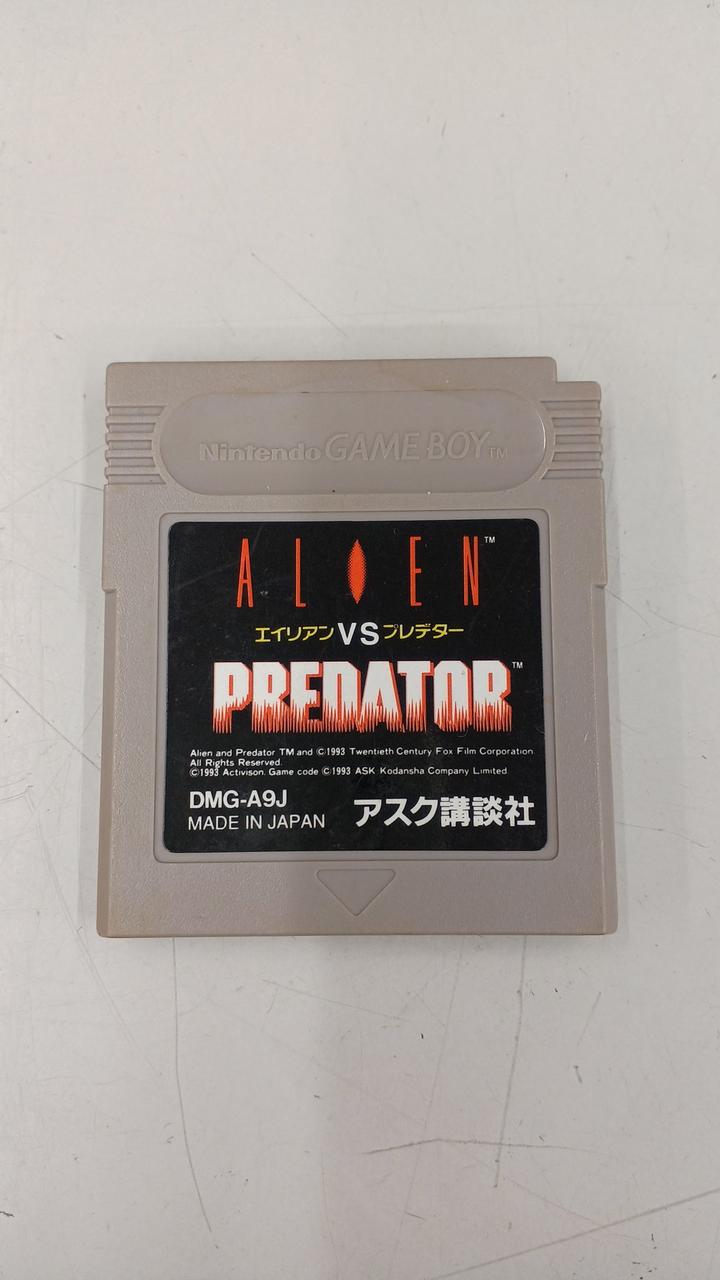 Nintendo GAME BOY™
ALIEN™
エイリアンVSプレデター
PREDATOR™
Alien and Predator TM and ©1993 Twentieth Century Fox Film Corporation.
All Rights Reserved.
©1993 Activison. Game code ©1993 ASK Kodansha Company Limited.
DMG-A9J
MADE IN JAPAN
アスク講談社